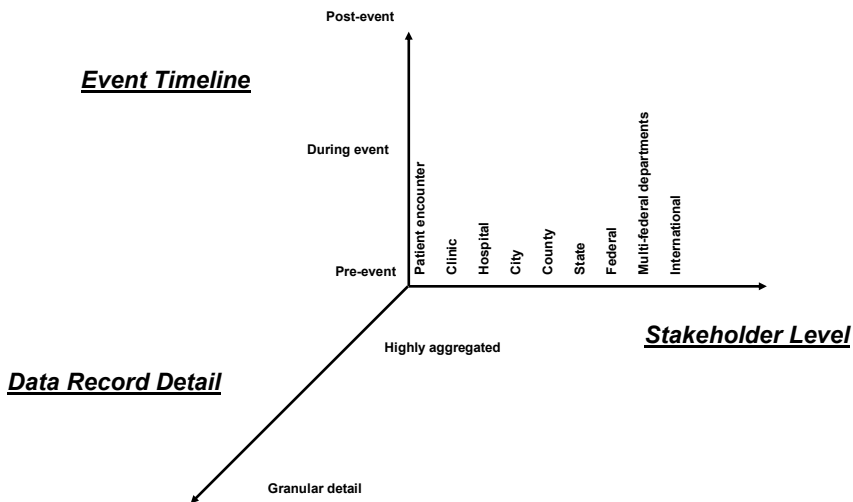 Post-event
Event Timeline
During event
Patient encounter
Clinic
Hospital
City
County
State
Federal
Multi-federal departments
International
Pre-event
Stakeholder Level
Highly aggregated
Data Record Detail
Granular detail